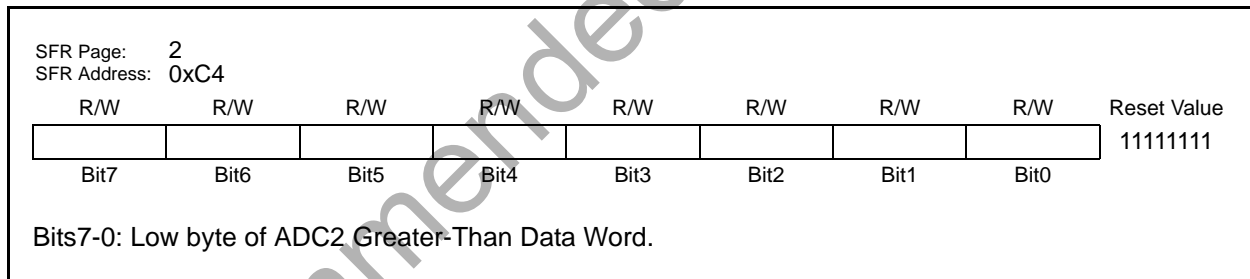 SFR Page: 2
SFR Address: 0xC4
R/W R/W R/W R/W R/W R/W R/W R/W Reset Value
11111111
Bit7 Bit6 Bit5 Bit4 Bit3 Bit2 Bit1 Bit0
Bits7-0: Low byte of ADC2 Greater-Than Data Word.